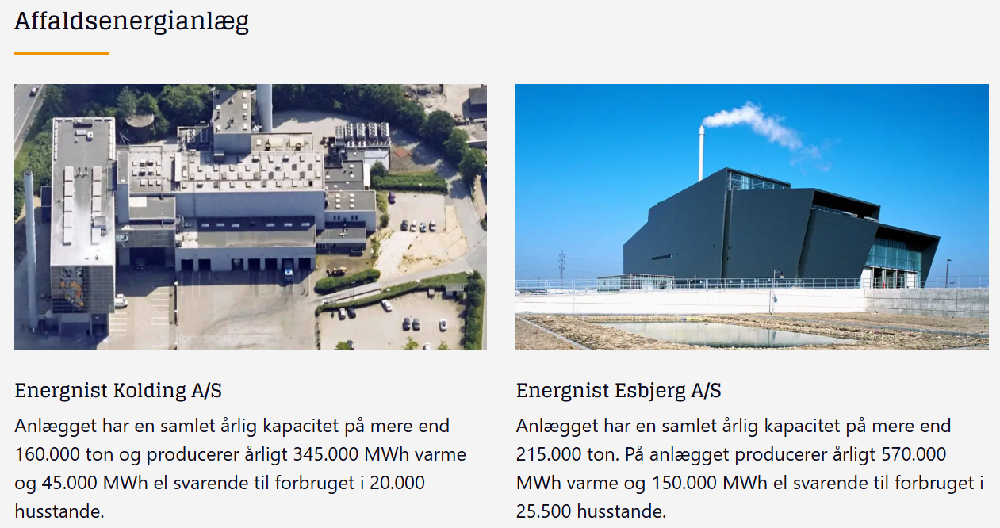 Affaldsenergianlæg
Energnist Kolding A/S
Anlægget har en samlet årlig kapacitet på mere end
160.000 ton og producerer årligt 345.000 MWh varme
og 45.000 MWh el svarende til forbruget i 20.000
husstande.
Energnist Esbjerg A/S
Anlægget har en samlet årlig kapacitet på mere end
215.000 ton. På anlægget producerer årligt 570.000
MWh varme og 150.000 MWh el svarende til forbruget i
25.500 husstande.